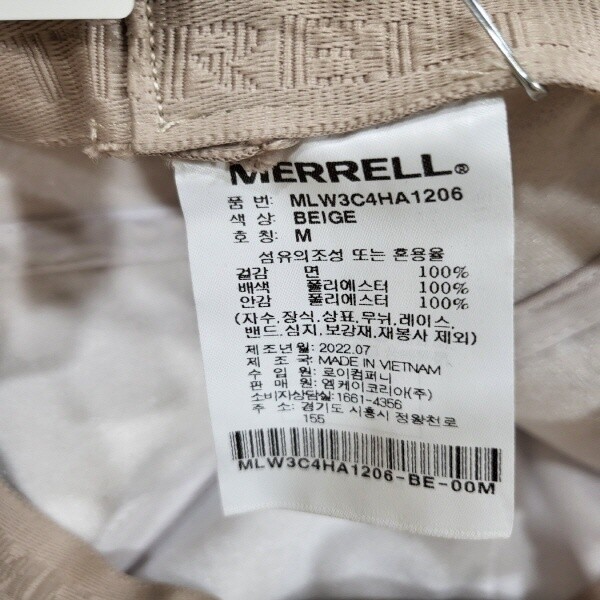 MERRELL®
품 번: MLW3C4HA1206
색 상: BEIGE
호 칭: M
섬유의조성 또는 혼용율
겉감 면 100%
배색 폴리에스터 100%
안감 폴리에스터 100%
(자수,장식,상표,무늬,레이스,
밴드,심지,보강재,재봉사 제외)
제조년월: 2022.07
제 조 국: MADE IN VIETNAM
수 입 원: 로이컴퍼니
판 매 원: 엠케이코리아(주)
소비자상담실:1661-4356
주 소: 경기도 시흥시 정왕천로
155
MLW3C4HA1206-BE-00M